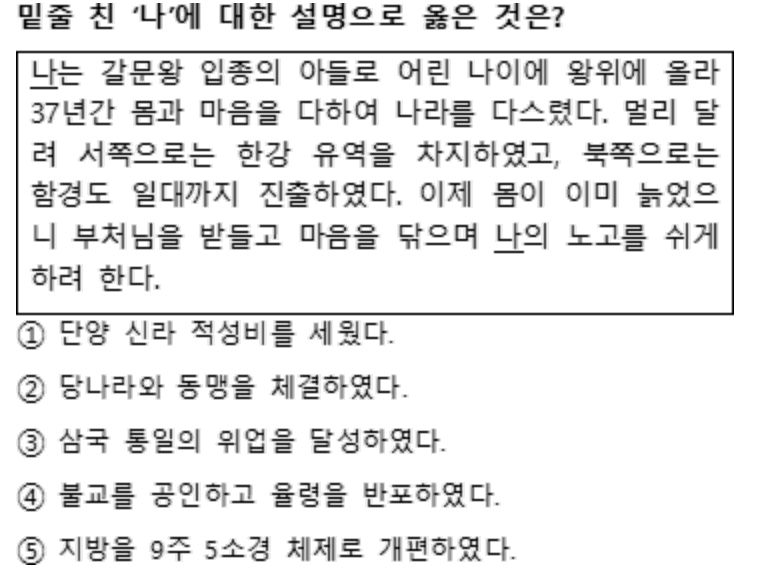 밑줄 친 ‘나’에 대한 설명으로 옳은 것은?
나는 갈문왕 입종의 아들로 어린 나이에 왕위에 올라
37년간 몸과 마음을 다하여 나라를 다스렸다. 멀리 달
려 서쪽으로는 한강 유역을 차지하였고, 북쪽으로는
함경도 일대까지 진출하였다. 이제 몸이 이미 늙었으
니 부처님을 받들고 마음을 닦으며 나의 노고를 쉬게
하려 한다.
① 단양 신라 적성비를 세웠다.
② 당나라와 동맹을 체결하였다.
③ 삼국 통일의 위업을 달성하였다.
④ 불교를 공인하고 율령을 반포하였다.
⑤ 지방을 9주 5소경 체제로 개편하였다.